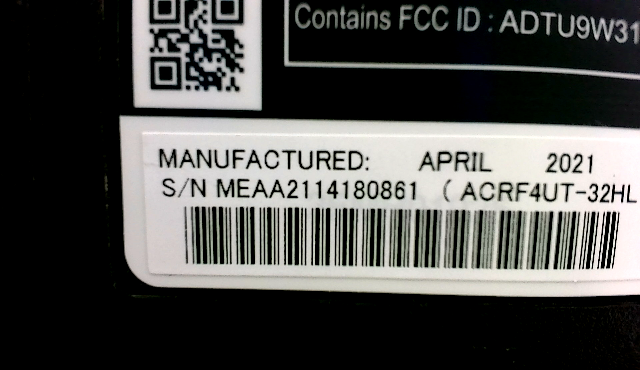 Contains FCC ID : ADTU9W31
MANUFACTURED: APRIL 2021
S/N MEAA2114180861 ( ACRF4UT-32HL